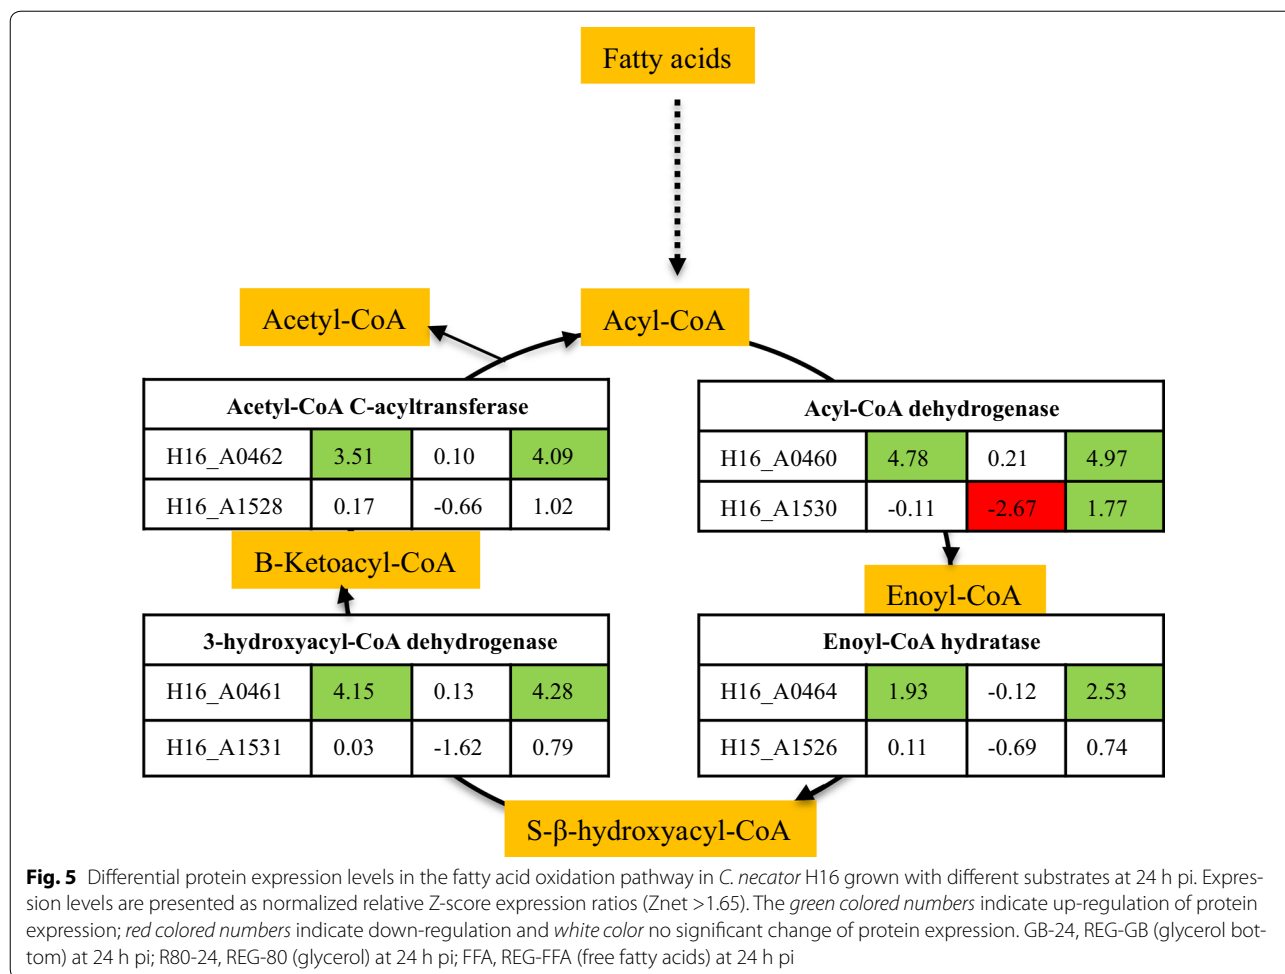 Fatty acids
Acetyl-CoA
Acyl-CoA
Acetyl-CoA C-acyltransferase
H16_A0462 3.51 0.10 4.09
H16_A1528 0.17 -0.66 1.02
Acyl-CoA dehydrogenase
H16_A0460 4.78 0.21 4.97
H16_A1530 -0.11 -2.67 1.77
B-Ketoacyl-CoA
Enoyl-CoA
3-hydroxyacyl-CoA dehydrogenase
H16_A0461 4.15 0.13 4.28
H16_A1531 0.03 -1.62 0.79
Enoyl-CoA hydratase
H16_A0464 1.93 -0.12 2.53
H15_A1526 0.11 -0.69 0.74
S-β-hydroxyacyl-CoA
Fig. 5 Differential protein expression levels in the fatty acid oxidation pathway in C. necator H16 grown with different substrates at 24 h pi. Expres-
sion levels are presented as normalized relative Z-score expression ratios (Znet >1.65). The green colored numbers indicate up-regulation of protein
expression; red colored numbers indicate down-regulation and white color no significant change of protein expression. GB-24, REG-GB (glycerol bot-
tom) at 24 h pi; R80-24, REG-80 (glycerol) at 24 h pi; FFA, REG-FFA (free fatty acids) at 24 h pi